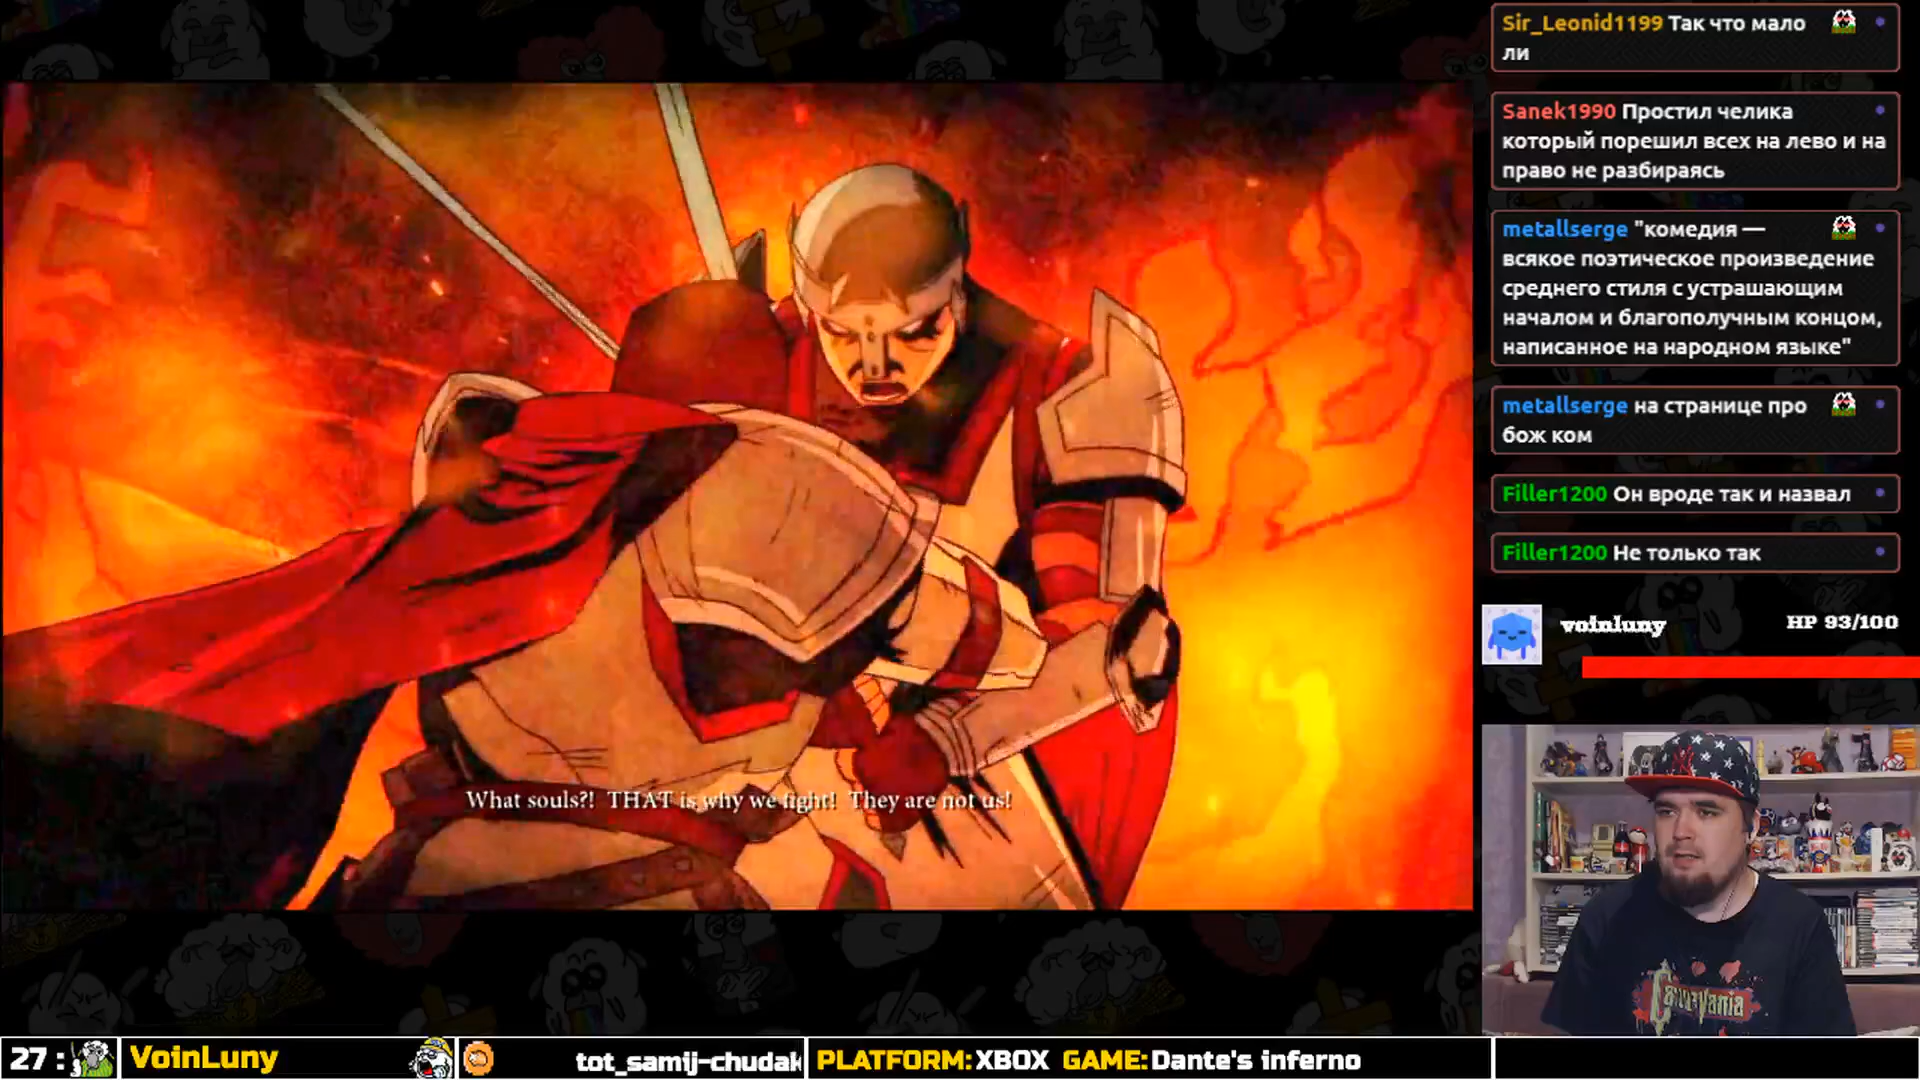 Sir_Leonid1199 Так что мало
ли
Sanek1990 Простил челика
который порешил всех на лево и на
право не разбираясь
metallserge "комедия —
всякое поэтическое произведение
среднего стиля с устрашающим
началом и благополучным концом,
написанное на народном языке"
metallserge на странице про
бож ком
Filler1200 Он вроде так и назвал
Filler1200 Не только так
voinluny HP 93/100
What souls?! THAT is why we fight! They are not us!
Castlevania
27 : VoinLuny tot_samij-chudak PLATFORM: XBOX GAME: Dante's inferno